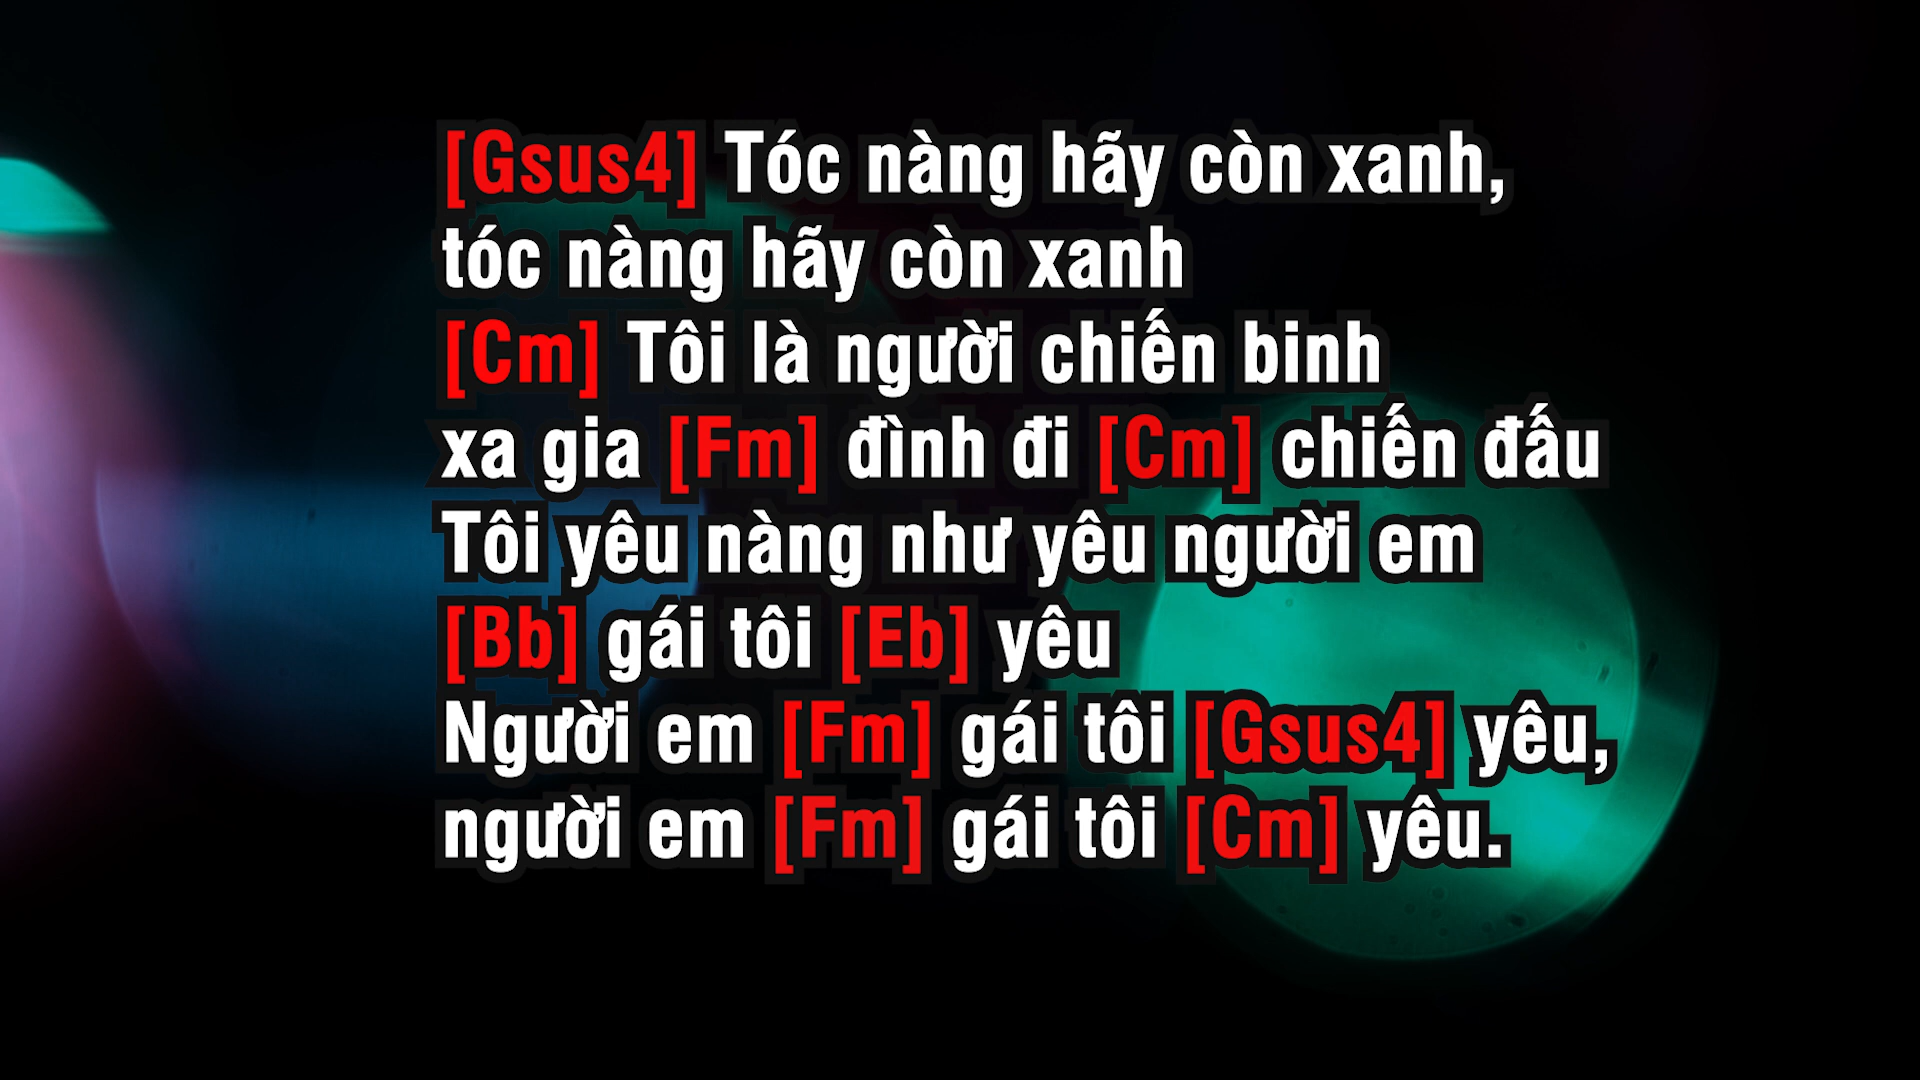 [Gsus4] Tóc nàng hãy còn xanh,
tóc nàng hãy còn xanh
[Cm] Tôi là người chiến binh
xa gia [Fm] đình đi [Cm] chiến đấu
Tôi yêu nàng như yêu người em
[Bb] gái tôi [Eb] yêu
Người em [Fm] gái tôi [Gsus4] yêu,
người em [Fm] gái tôi [Cm] yêu.